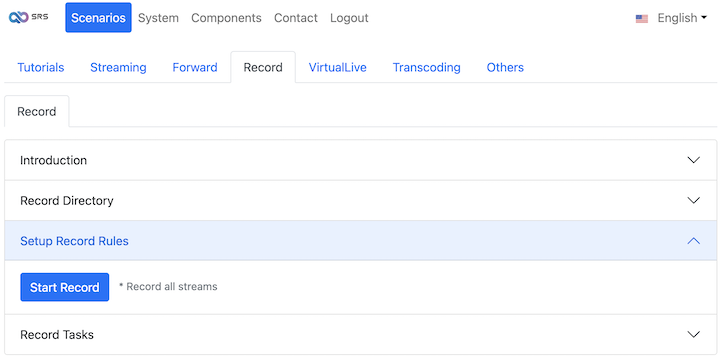 SRS Scenarios System Components Contact Logout English
Tutorials Streaming Forward Record VirtualLive Transcoding Others
Record
Introduction
Record Directory
Setup Record Rules
Start Record * Record all streams
Record Tasks